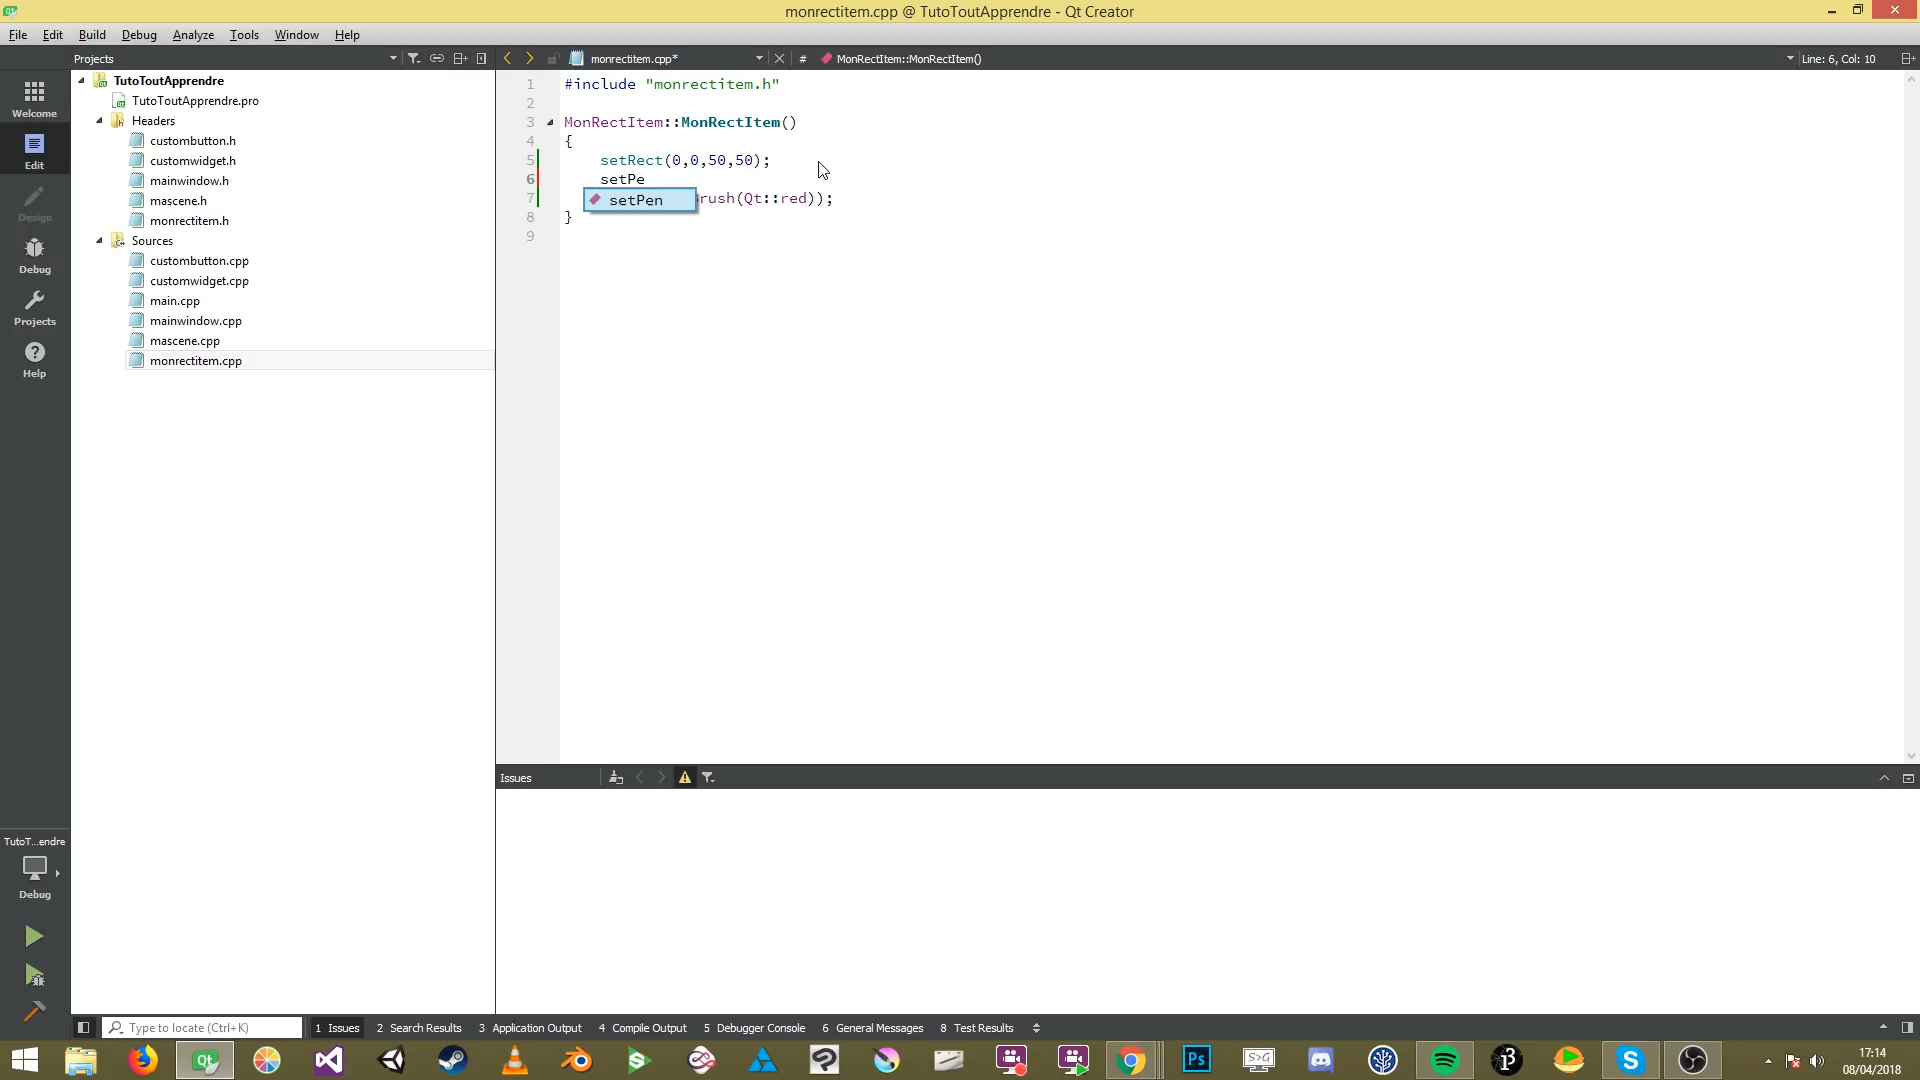 monrectitem.cpp @ TutoToutApprendre - Qt Creator
File Edit Build Debug Analyze Tools Window Help
Projects
monrectitem.cpp*
# MonRectItem::MonRectItem()
Line: 6, Col: 10
Welcome
Edit
Design
Debug
Projects
Help
TutoToutApprendre
TutoToutApprendre.pro
Headers
custombutton.h
customwidget.h
mainwindow.h
mascene.h
monrectitem.h
Sources
custombutton.cpp
customwidget.cpp
main.cpp
mainwindow.cpp
mascene.cpp
monrectitem.cpp
1 #include "monrectitem.h"
2
3 MonRectItem::MonRectItem()
4 {
5 setRect(0,0,50,50);
6 setPe
7 rush(Qt::red));
setPen
8 }
9
Issues
TutoT...endre
Debug
Type to locate (Ctrl+K)
1 Issues 2 Search Results 3 Application Output 4 Compile Output 5 Debugger Console 6 General Messages 8 Test Results
17:14
08/04/2018